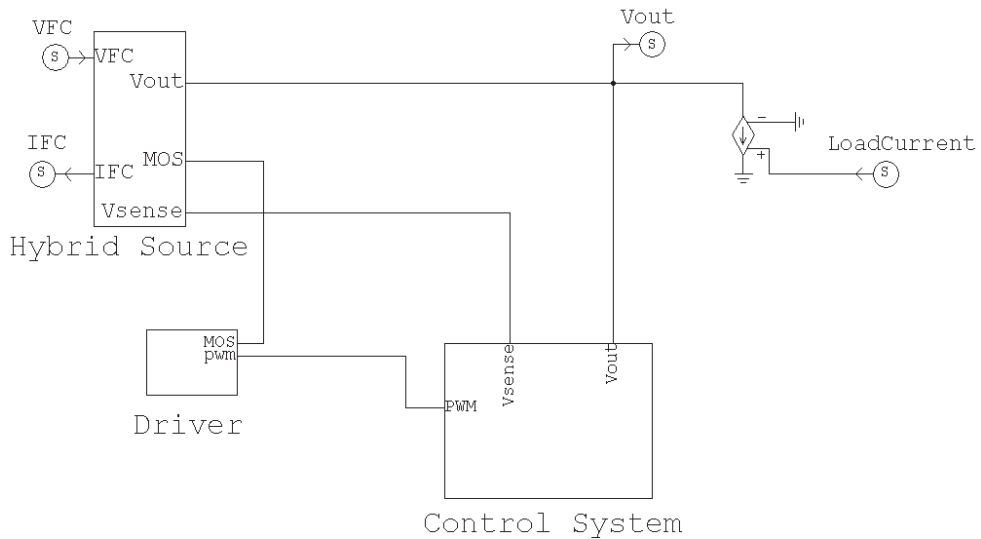 Vout
VFC
S
S
VFC
Vout
IFC
MOS
LoadCurrent
S
IFC
S
Vsense
Hybrid Source
−
+
MOS
pwm
Vsense
Vout
PWM
Driver
Control System